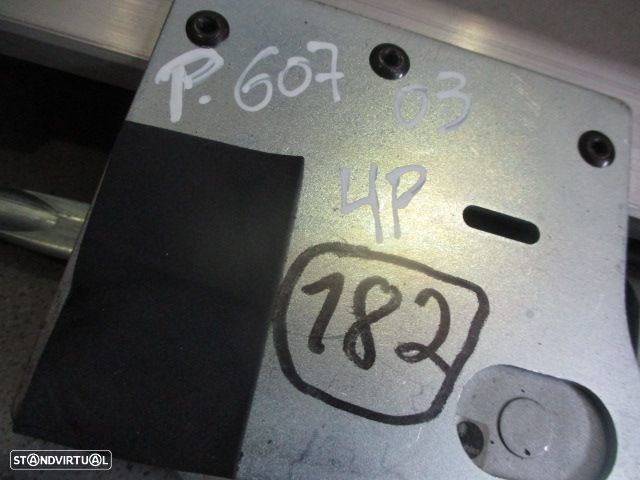 P. 607 03
4P
182
STANDVIRTUAL